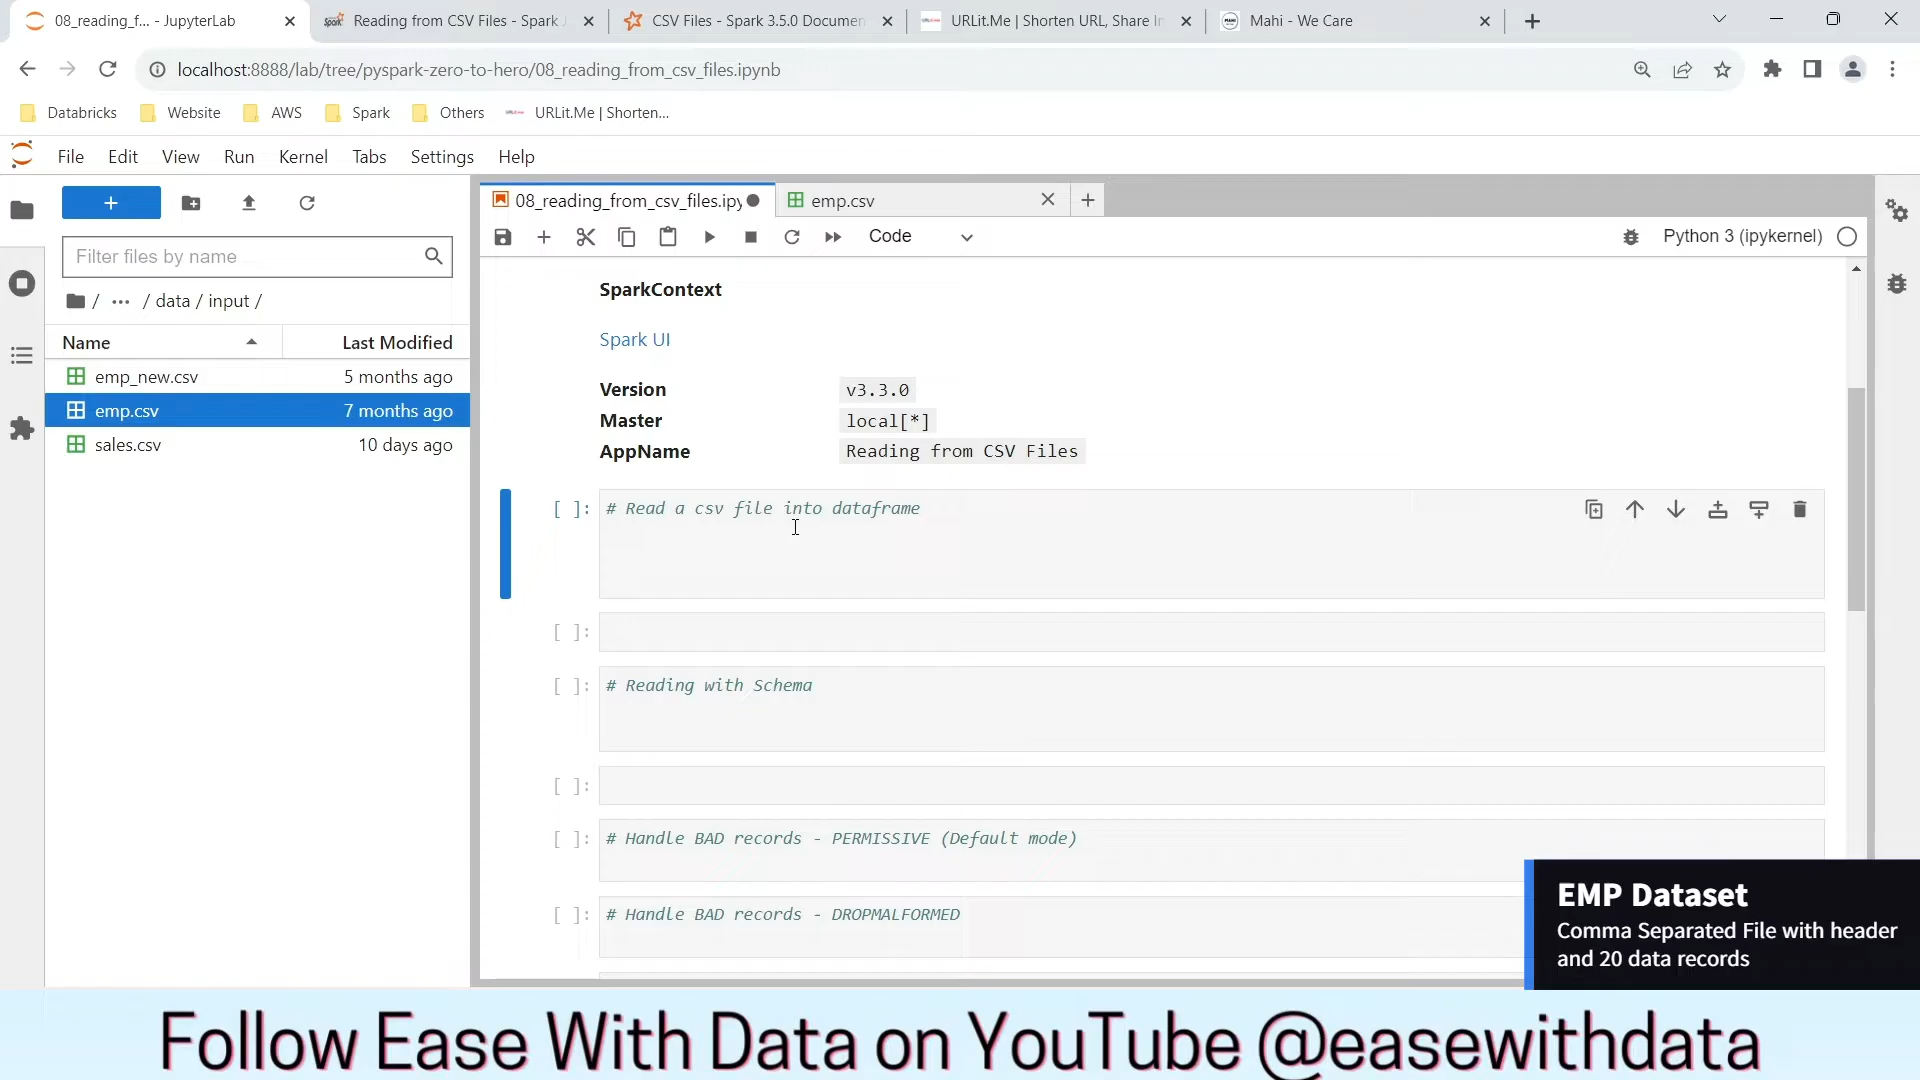 08_reading_f... - JupyterLab
Reading from CSV Files - Spark
CSV Files - Spark 3.5.0 Documen
URLit.Me | Shorten URL, Share
Mahi - We Care
localhost:8888/lab/tree/pyspark-zero-to-hero/08_reading_from_csv_files.ipynb
Databricks
Website
AWS
Spark
Others
URLit.Me | Shorten...
File
Edit
View
Run
Kernel
Tabs
Settings
Help
Filter files by name
/ ··· / data / input /
Name
Last Modified
emp_new.csv
5 months ago
emp.csv
7 months ago
sales.csv
10 days ago
08_reading_from_csv_files.ipy
emp.csv
Code
Python 3 (ipykernel)
SparkContext
Spark UI
Version v3.3.0
Master local[*]
AppName Reading from CSV Files
[ ]: # Read a csv file into dataframe
[ ]:
[ ]: # Reading with Schema
[ ]:
[ ]: # Handle BAD records - PERMISSIVE (Default mode)
[ ]: # Handle BAD records - DROPMALFORMED
EMP Dataset
Comma Separated File with header
and 20 data records
Follow Ease With Data on YouTube @easewithdata